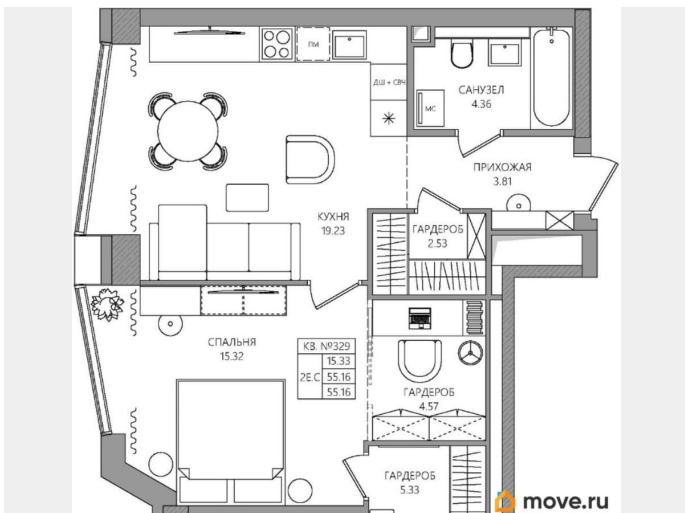 ПМ
ДШ + СВЧ
САНУЗЕЛ
4.36
МС
ПРИХОЖАЯ
3.81
КУХНЯ
19.23
ГАРДЕРОБ
2.53
СПАЛЬНЯ
15.32
КВ. №329
15.33
2Е.С 55.16
55.16
ГАРДЕРОБ
4.57
ГАРДЕРОБ
5.33
move.ru